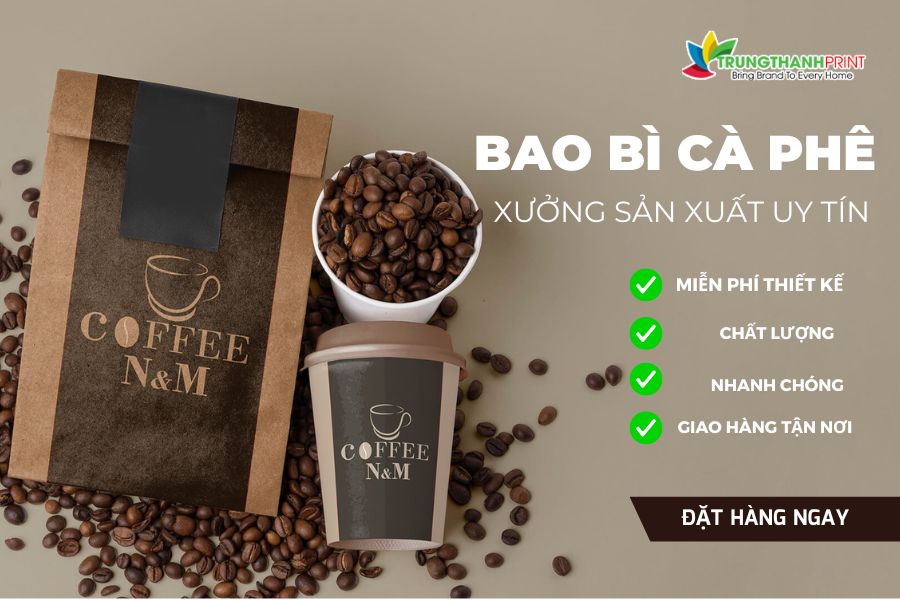 TRUNGTHANHPRINT
Bring Brand To Every Home
BAO BÌ CÀ PHÊ
XƯỞNG SẢN XUẤT UY TÍN
MIỄN PHÍ THIẾT KẾ
CHẤT LƯỢNG
NHANH CHÓNG
GIAO HÀNG TẬN NƠI
ĐẶT HÀNG NGAY
COFFEE
N&M
COFFEE
N&M